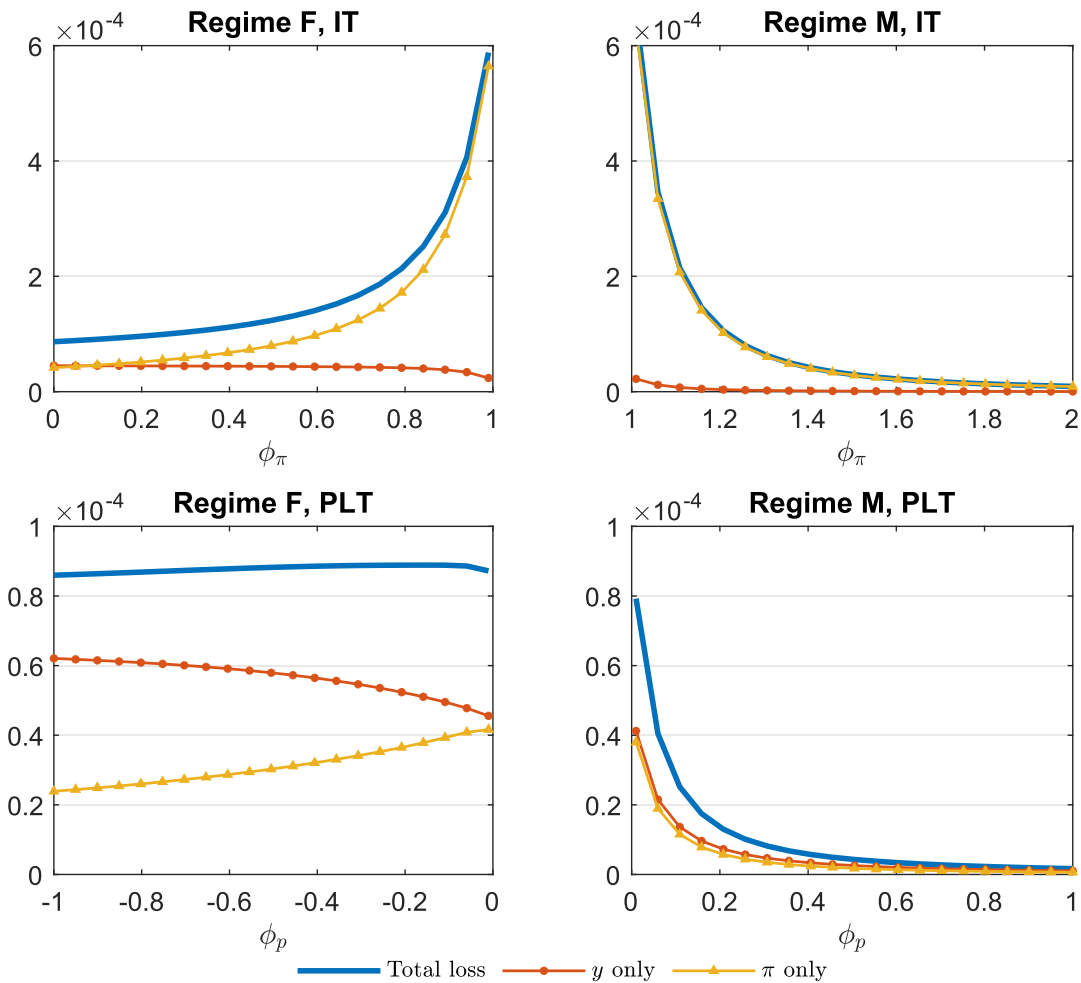 Regime F, IT
×10-4
6
4
2
0
0 0.2 0.4 0.6 0.8 1
ϕπ
Regime M, IT
×10-4
6
4
2
0
1 1.2 1.4 1.6 1.8 2
ϕπ
Regime F, PLT
×10-4
1
0.8
0.6
0.4
0.2
0
-1 -0.8 -0.6 -0.4 -0.2 0
ϕp
Regime M, PLT
×10-4
1
0.8
0.6
0.4
0.2
0
0 0.2 0.4 0.6 0.8 1
ϕp
Total loss y only π only